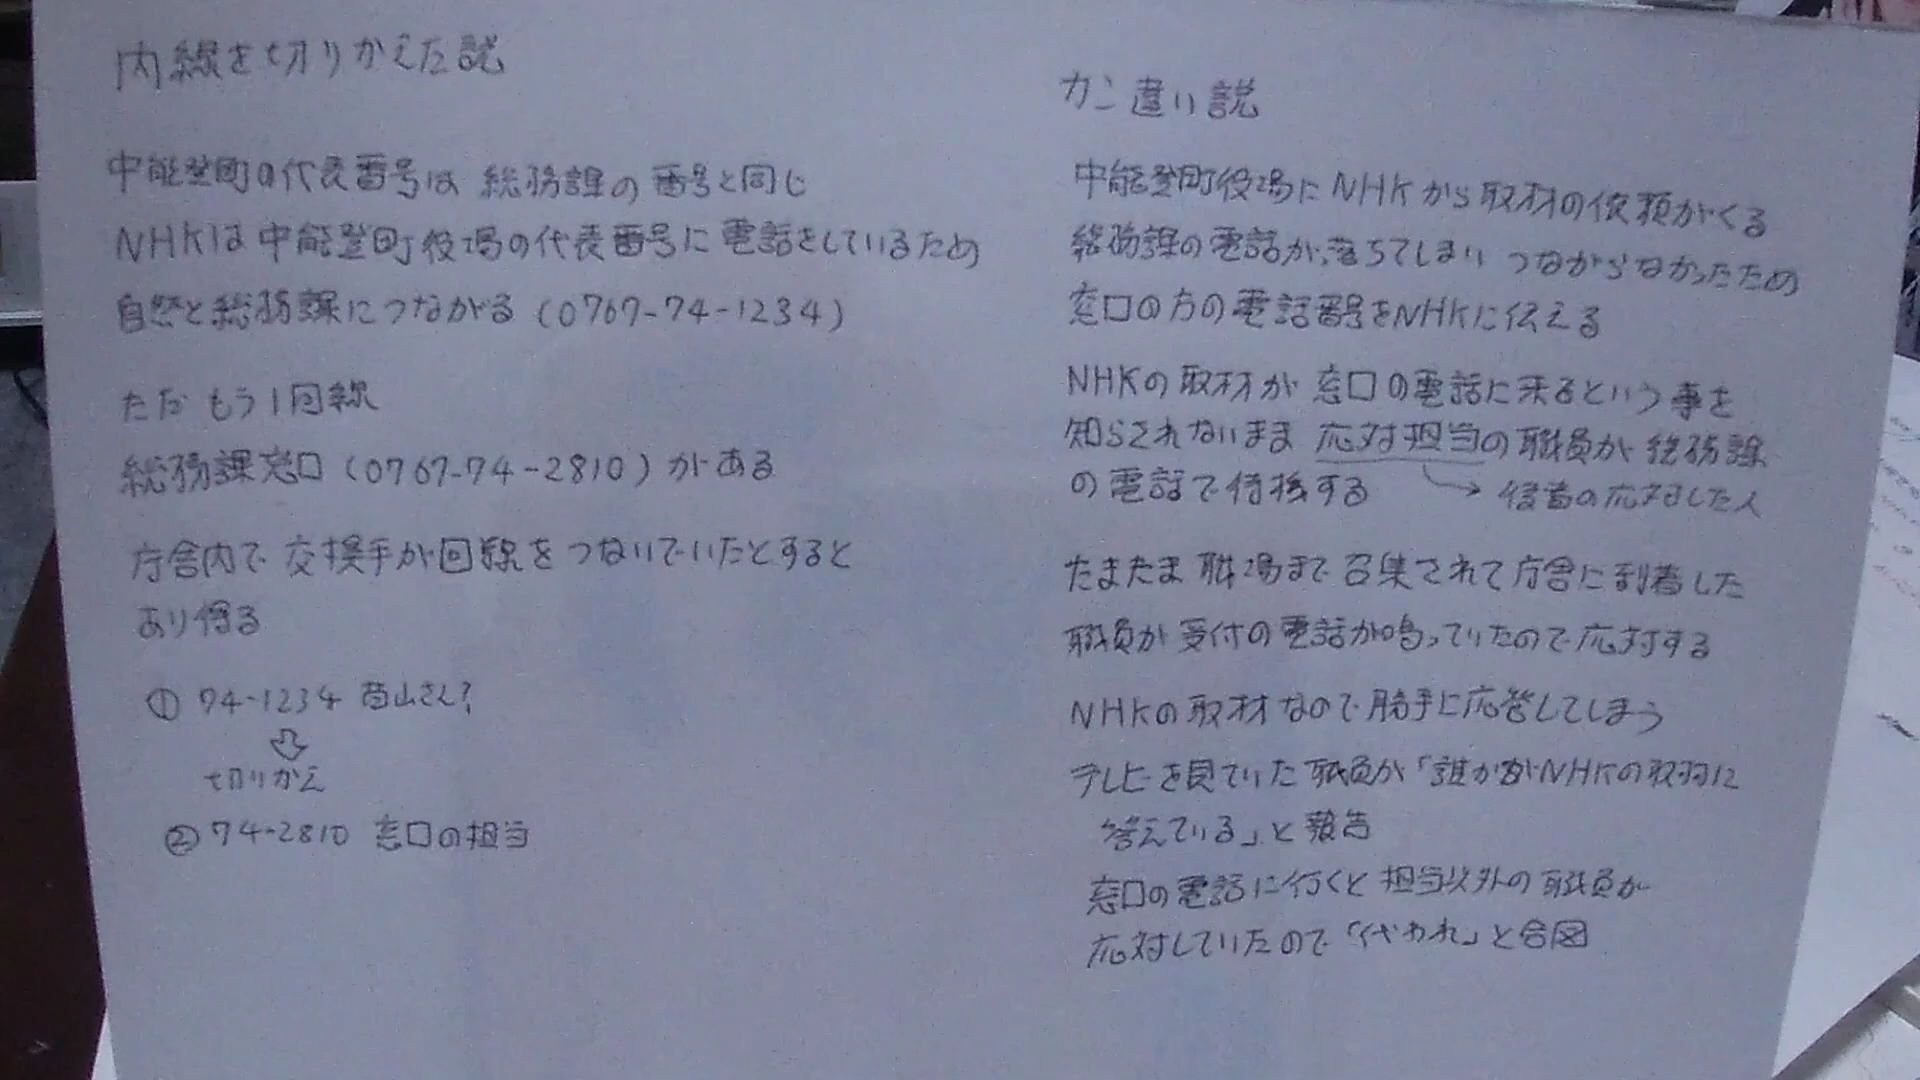 内線を切りかえた説
中能登町の代表番号は 総務課の番号と同じ
NHKは中能登町役場の代表番号に電話をしているため
自然と総務課につながる (0767-74-1234)
ただ もう1回線
総務課窓口 (0767-74-2810) がある
庁舎内で 交換手が回線をつないでいたとすると
あり得る
① 74-1234 苗山さん?
⇩
切りかえ
② 74-2810 窓口の担当
カン違い説
中能登町役場にNHKから取材の依頼がくる
総務課の電話が落ちてしまい つながらなかったため
窓口の方の電話番号をNHKに伝える
NHKの取材が 窓口の電話に来るという事を
知らされないまま 応対担当の職員が 総務課
の電話で待機する → 後者の応対した人
たまたま 職場まで召集されて庁舎に到着した
職員が受付の電話が鳴っていたので応対する
NHKの取材なので勝手に応答してしまう
テレビを見ていた職員が「誰かがNHKの取材に
答えている」と報告
窓口の電話に行くと担当以外の職員が
応対していたので「代われ」と合図